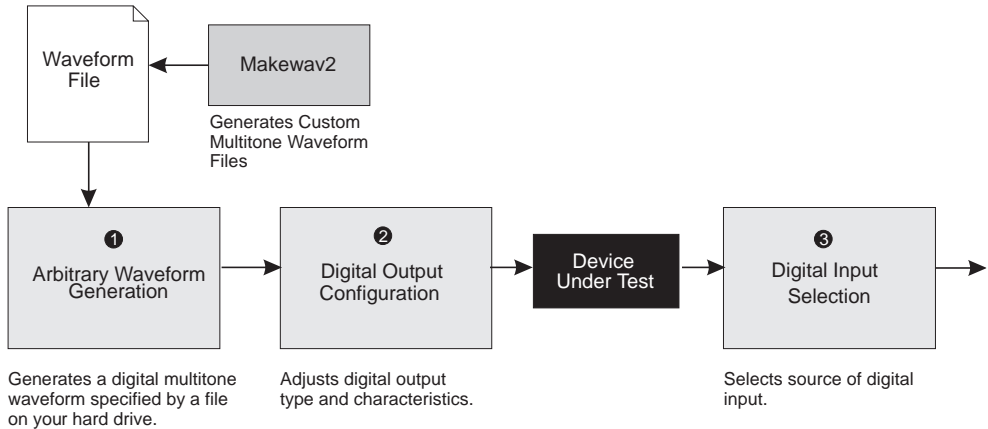 Waveform
File
Makewav2
Generates Custom
Multitone Waveform
Files
1
Arbitrary Waveform
Generation
2
Digital Output
Configuration
Device
Under Test
3
Digital Input
Selection
Generates a digital multitone
waveform specified by a file
on your hard drive.
Adjusts digital output
type and characteristics.
Selects source of digital
input.